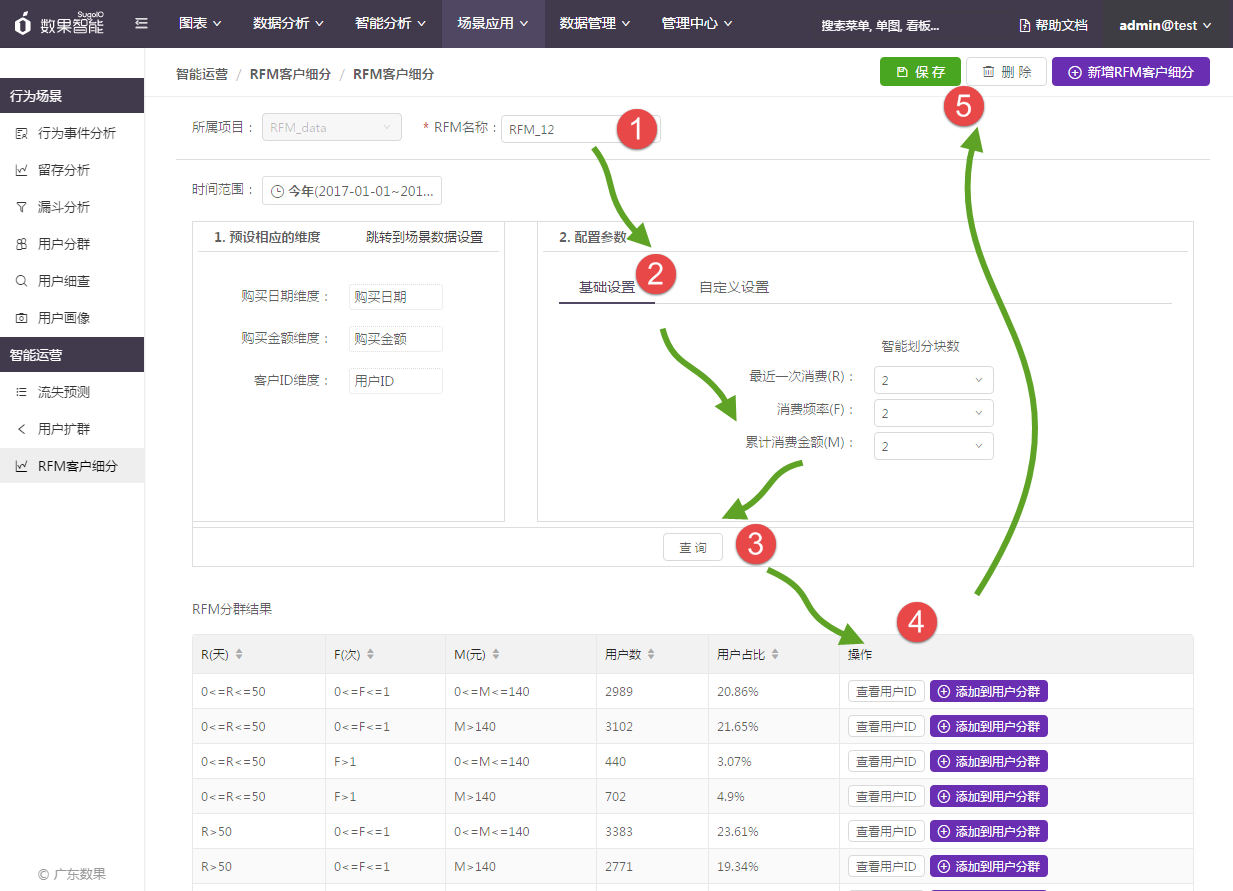 SugoIO
数果智能
图表 数据分析 智能分析 场景应用 数据管理 管理中心 搜索菜单, 单图, 看板... 帮助文档 admin@test
智能运营 / RFM客户细分 / RFM客户细分 保 存 删 除 新增RFM客户细分
行为场景
行为事件分析
留存分析
漏斗分析
用户分群
用户细查
用户画像
智能运营
流失预测
用户扩群
RFM客户细分
© 广东数果
5
所属项目： RFM_data * RFM名称： RFM_12 1
时间范围： 今年(2017-01-01~201...
1. 预设相应的维度 跳转到场景数据设置
购买日期维度： 购买日期
购买金额维度： 购买金额
客户ID维度： 用户ID
2. 配置参数
基础设置 2 自定义设置
智能划分块数
最近一次消费(R)： 2
消费频率(F)： 2
累计消费金额(M)： 2
查 询 3
RFM分群结果 4
R(天) F(次) M(元) 用户数 用户占比 操作
0<=R<=50 0<=F<=1 0<=M<=140 2989 20.86% 查看用户ID 添加到用户分群
0<=R<=50 0<=F<=1 M>140 3102 21.65% 查看用户ID 添加到用户分群
0<=R<=50 F>1 0<=M<=140 440 3.07% 查看用户ID 添加到用户分群
0<=R<=50 F>1 M>140 702 4.9% 查看用户ID 添加到用户分群
R>50 0<=F<=1 0<=M<=140 3383 23.61% 查看用户ID 添加到用户分群
R>50 0<=F<=1 M>140 2771 19.34% 查看用户ID 添加到用户分群